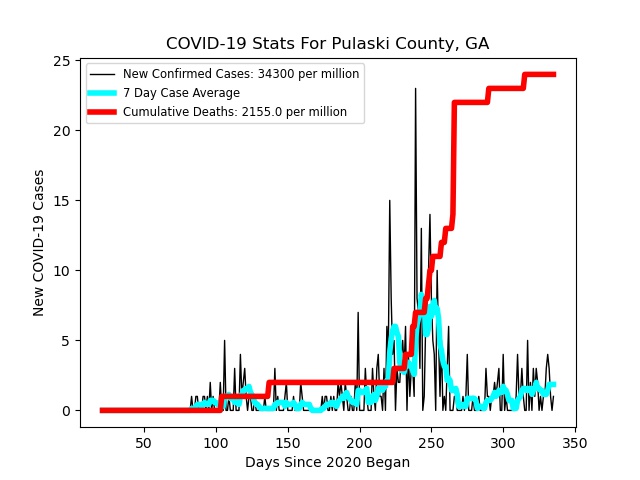 COVID-19 Stats For Pulaski County, GA
New Confirmed Cases: 34300 per million
7 Day Case Average
Cumulative Deaths: 2155.0 per million
New COVID-19 Cases
25
20
15
10
5
0
50
100
150
200
250
300
350
Days Since 2020 Began